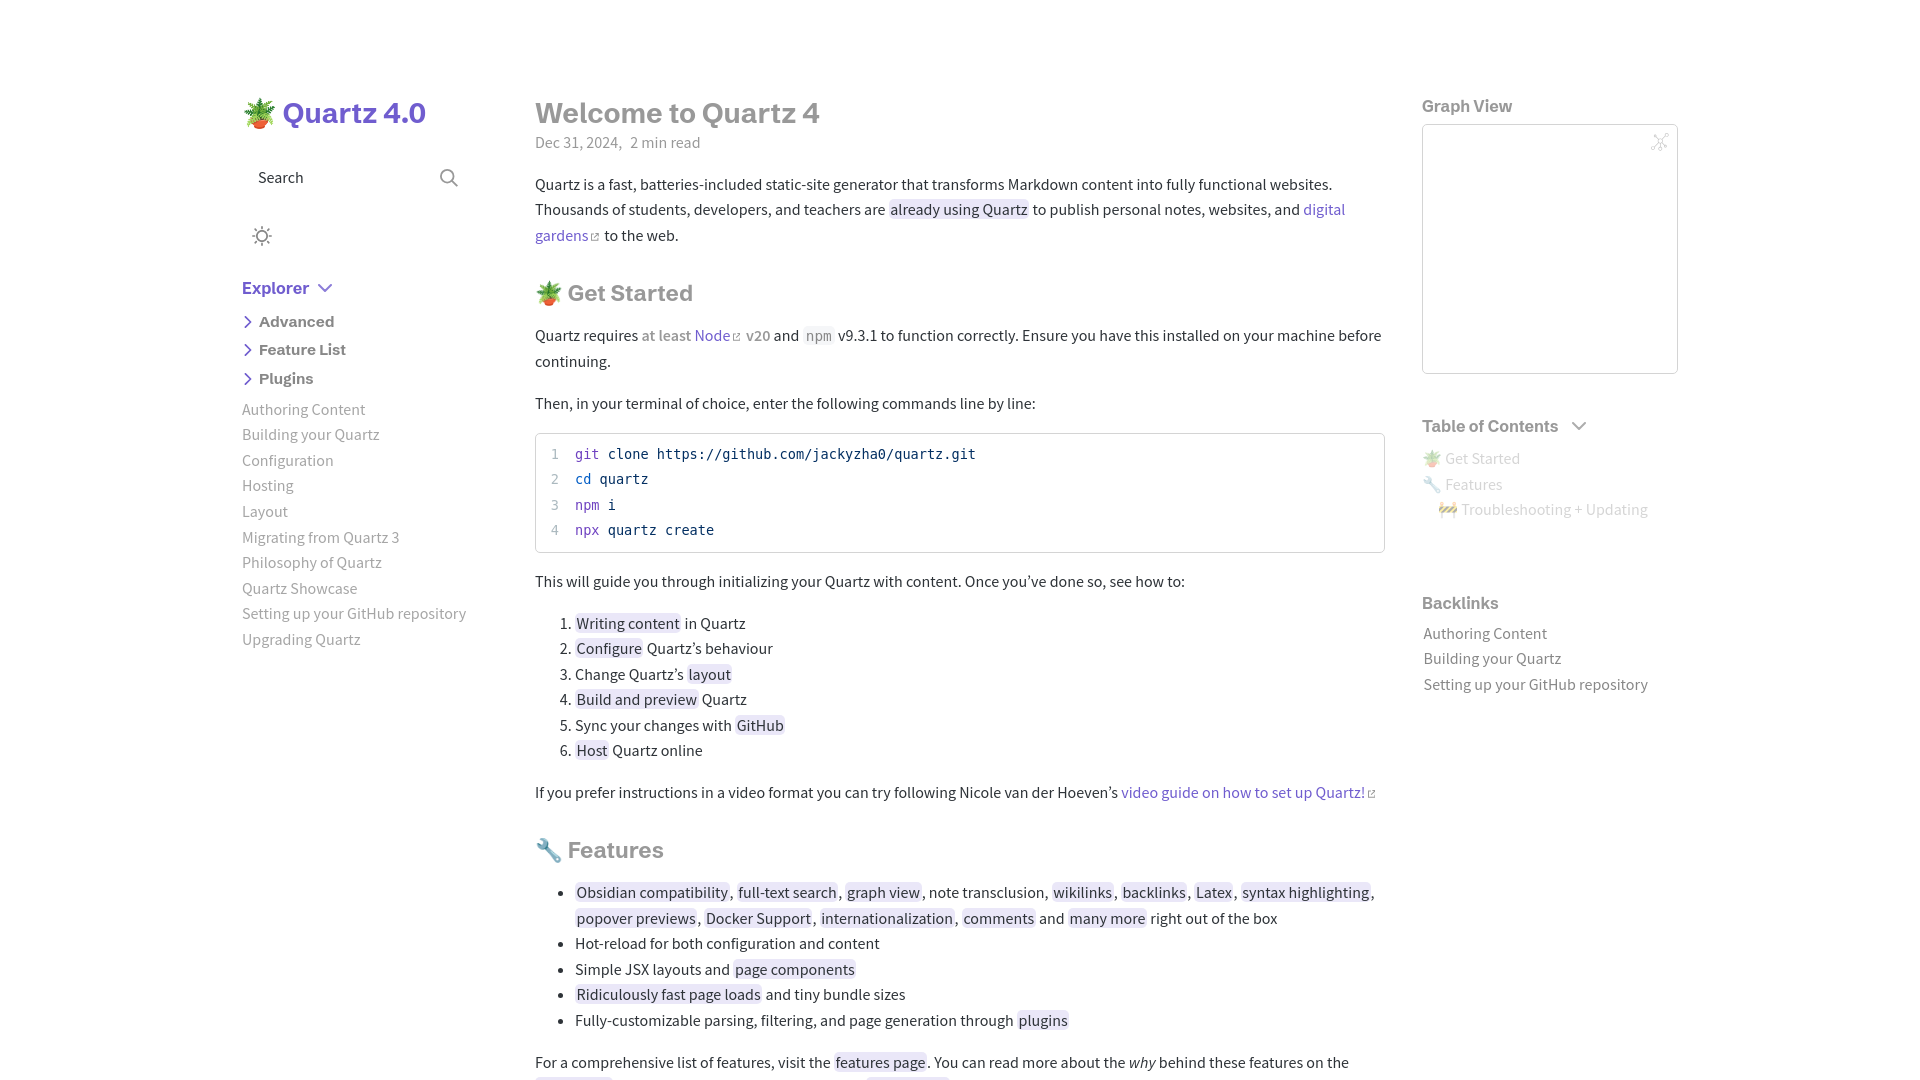 🪴 Quartz 4.0
Search
Explorer
Advanced
Feature List
Plugins
Authoring Content
Building your Quartz
Configuration
Hosting
Layout
Migrating from Quartz 3
Philosophy of Quartz
Quartz Showcase
Setting up your GitHub repository
Upgrading Quartz
Welcome to Quartz 4
Dec 31, 2024, 2 min read
Quartz is a fast, batteries-included static-site generator that transforms Markdown content into fully functional websites.
Thousands of students, developers, and teachers are already using Quartz to publish personal notes, websites, and digital
gardens to the web.
🪴 Get Started
Quartz requires at least Node v20 and npm v9.3.1 to function correctly. Ensure you have this installed on your machine before
continuing.
Then, in your terminal of choice, enter the following commands line by line:
1 git clone https://github.com/jackyzha0/quartz.git
2 cd quartz
3 npm i
4 npx quartz create
This will guide you through initializing your Quartz with content. Once you’ve done so, see how to:
1. Writing content in Quartz
2. Configure Quartz’s behaviour
3. Change Quartz’s layout
4. Build and preview Quartz
5. Sync your changes with GitHub
6. Host Quartz online
If you prefer instructions in a video format you can try following Nicole van der Hoeven’s video guide on how to set up Quartz!
🔧 Features
• Obsidian compatibility, full-text search, graph view, note transclusion, wikilinks, backlinks, Latex, syntax highlighting,
popover previews, Docker Support, internationalization, comments and many more right out of the box
• Hot-reload for both configuration and content
• Simple JSX layouts and page components
• Ridiculously fast page loads and tiny bundle sizes
• Fully-customizable parsing, filtering, and page generation through plugins
For a comprehensive list of features, visit the features page. You can read more about the why behind these features on the
Graph View
Table of Contents
🪴 Get Started
🔧 Features
🚧 Troubleshooting + Updating
Backlinks
Authoring Content
Building your Quartz
Setting up your GitHub repository